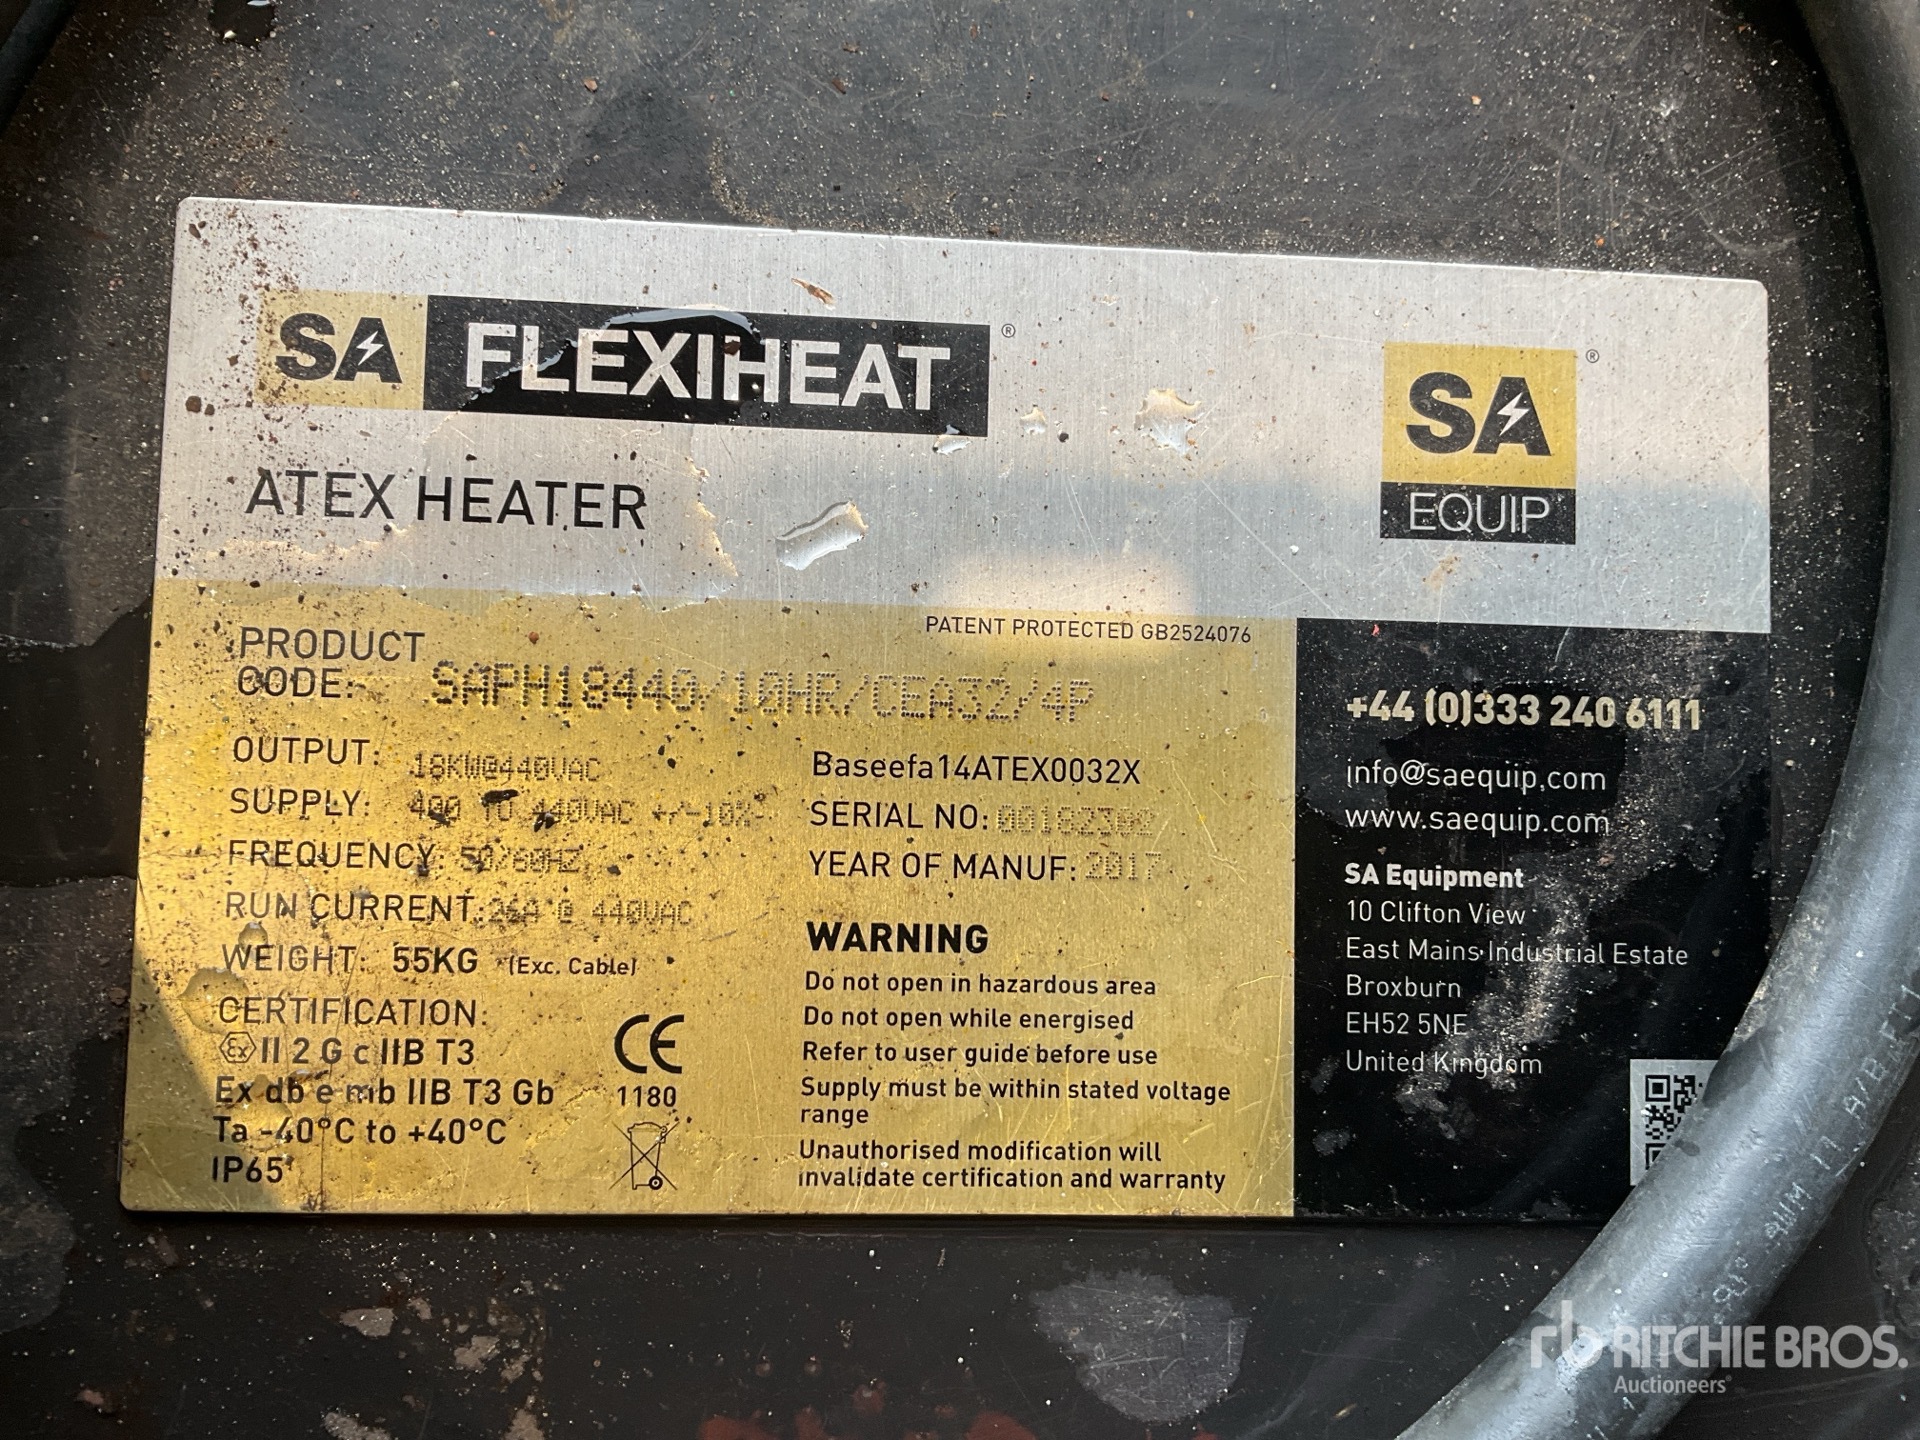 SA FLEXIHEAT ®
ATEX HEATER
SA ®
EQUIP
PATENT PROTECTED GB2524076
PRODUCT
CODE: SAPH18440/10HR/CEA32/4P
OUTPUT: 18KW@440VAC
SUPPLY: 400 TO 440VAC +/-10%
FREQUENCY: 50/60HZ
RUN CURRENT: 26A @ 440VAC
WEIGHT: 55KG (Exc. Cable)
CERTIFICATION:
Ex II 2 G c IIB T3
Ex db e mb IIB T3 Gb
Ta -40°C to +40°C
IP65
CE
1180
Baseefa14ATEX0032X
SERIAL NO: 00182302
YEAR OF MANUF: 2017
WARNING
Do not open in hazardous area
Do not open while energised
Refer to user guide before use
Supply must be within stated voltage
range
Unauthorised modification will
invalidate certification and warranty
+44 (0)333 240 6111
info@saequip.com
www.saequip.com
SA Equipment
10 Clifton View
East Mains Industrial Estate
Broxburn
EH52 5NE
United Kingdom
rb RITCHIE BROS.
Auctioneers